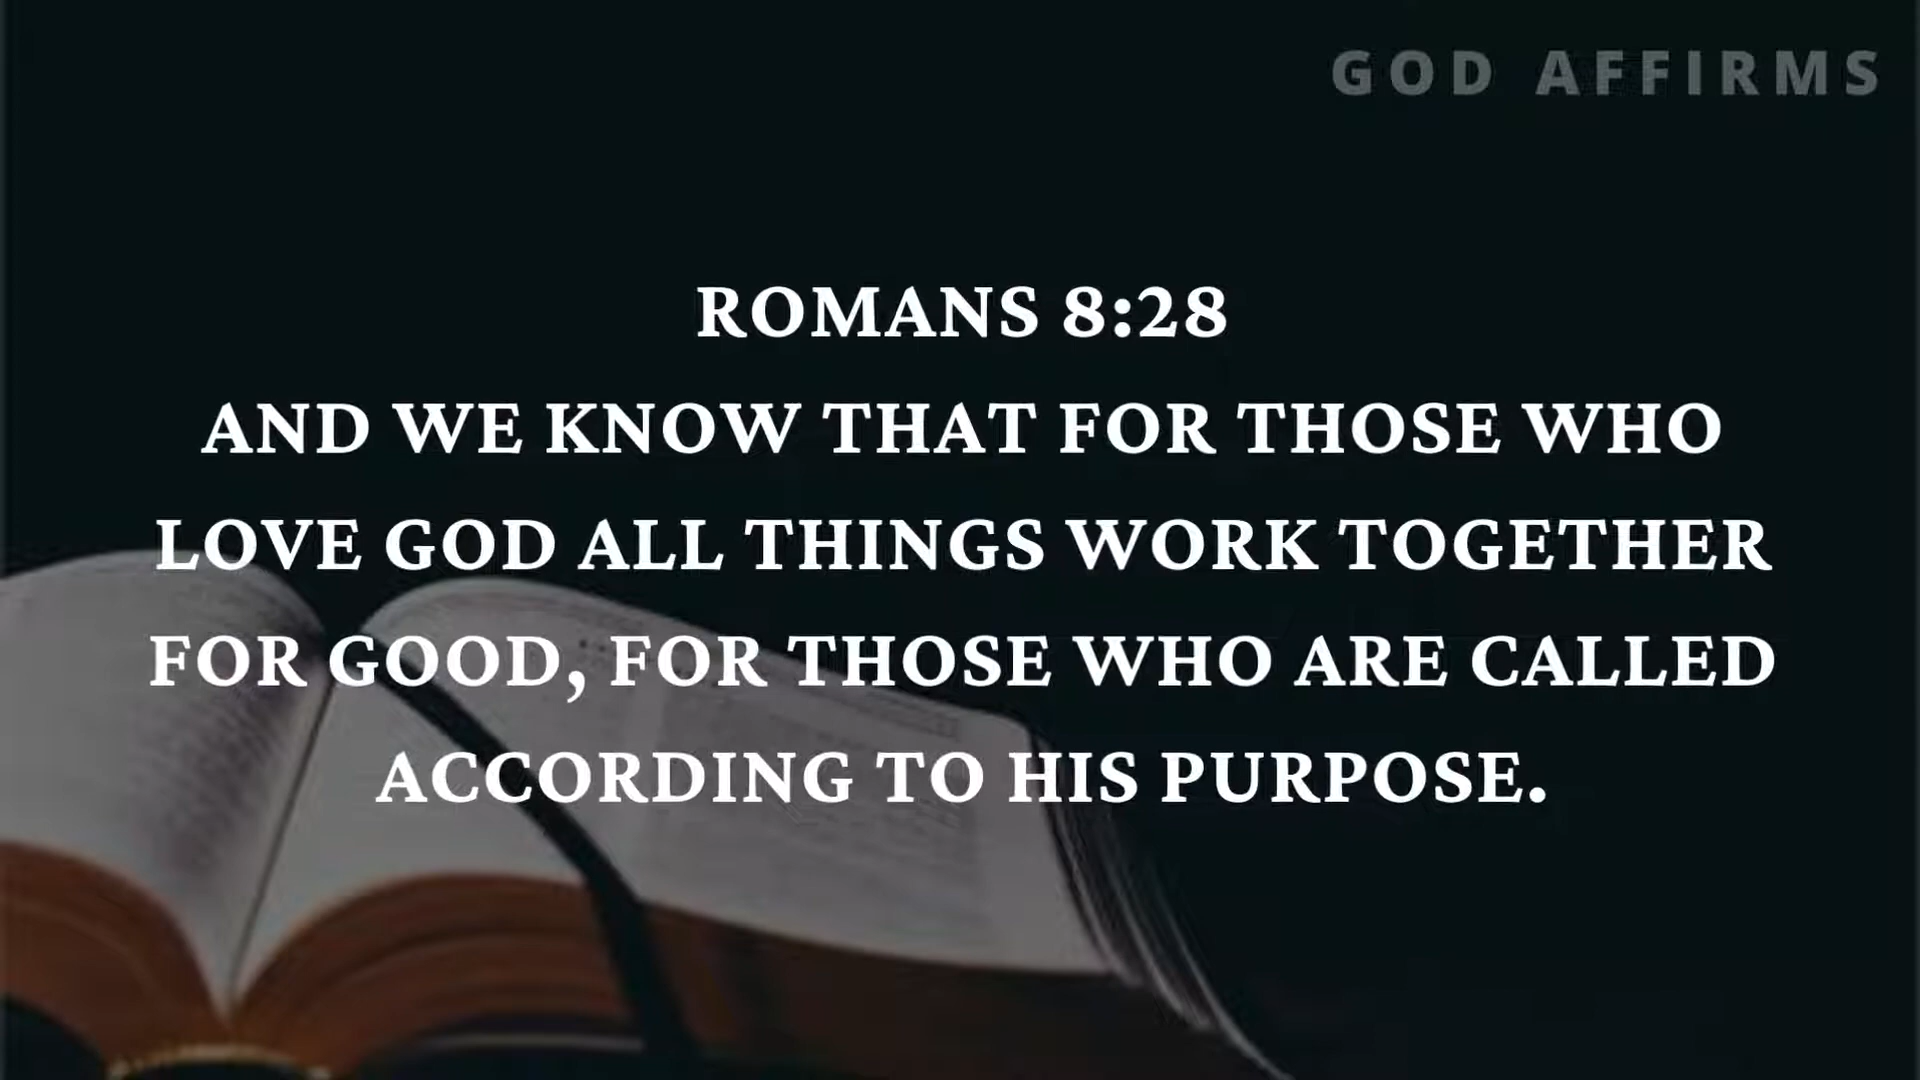 GOD AFFIRMS
ROMANS 8:28
AND WE KNOW THAT FOR THOSE WHO
LOVE GOD ALL THINGS WORK TOGETHER
FOR GOOD, FOR THOSE WHO ARE CALLED
ACCORDING TO HIS PURPOSE.